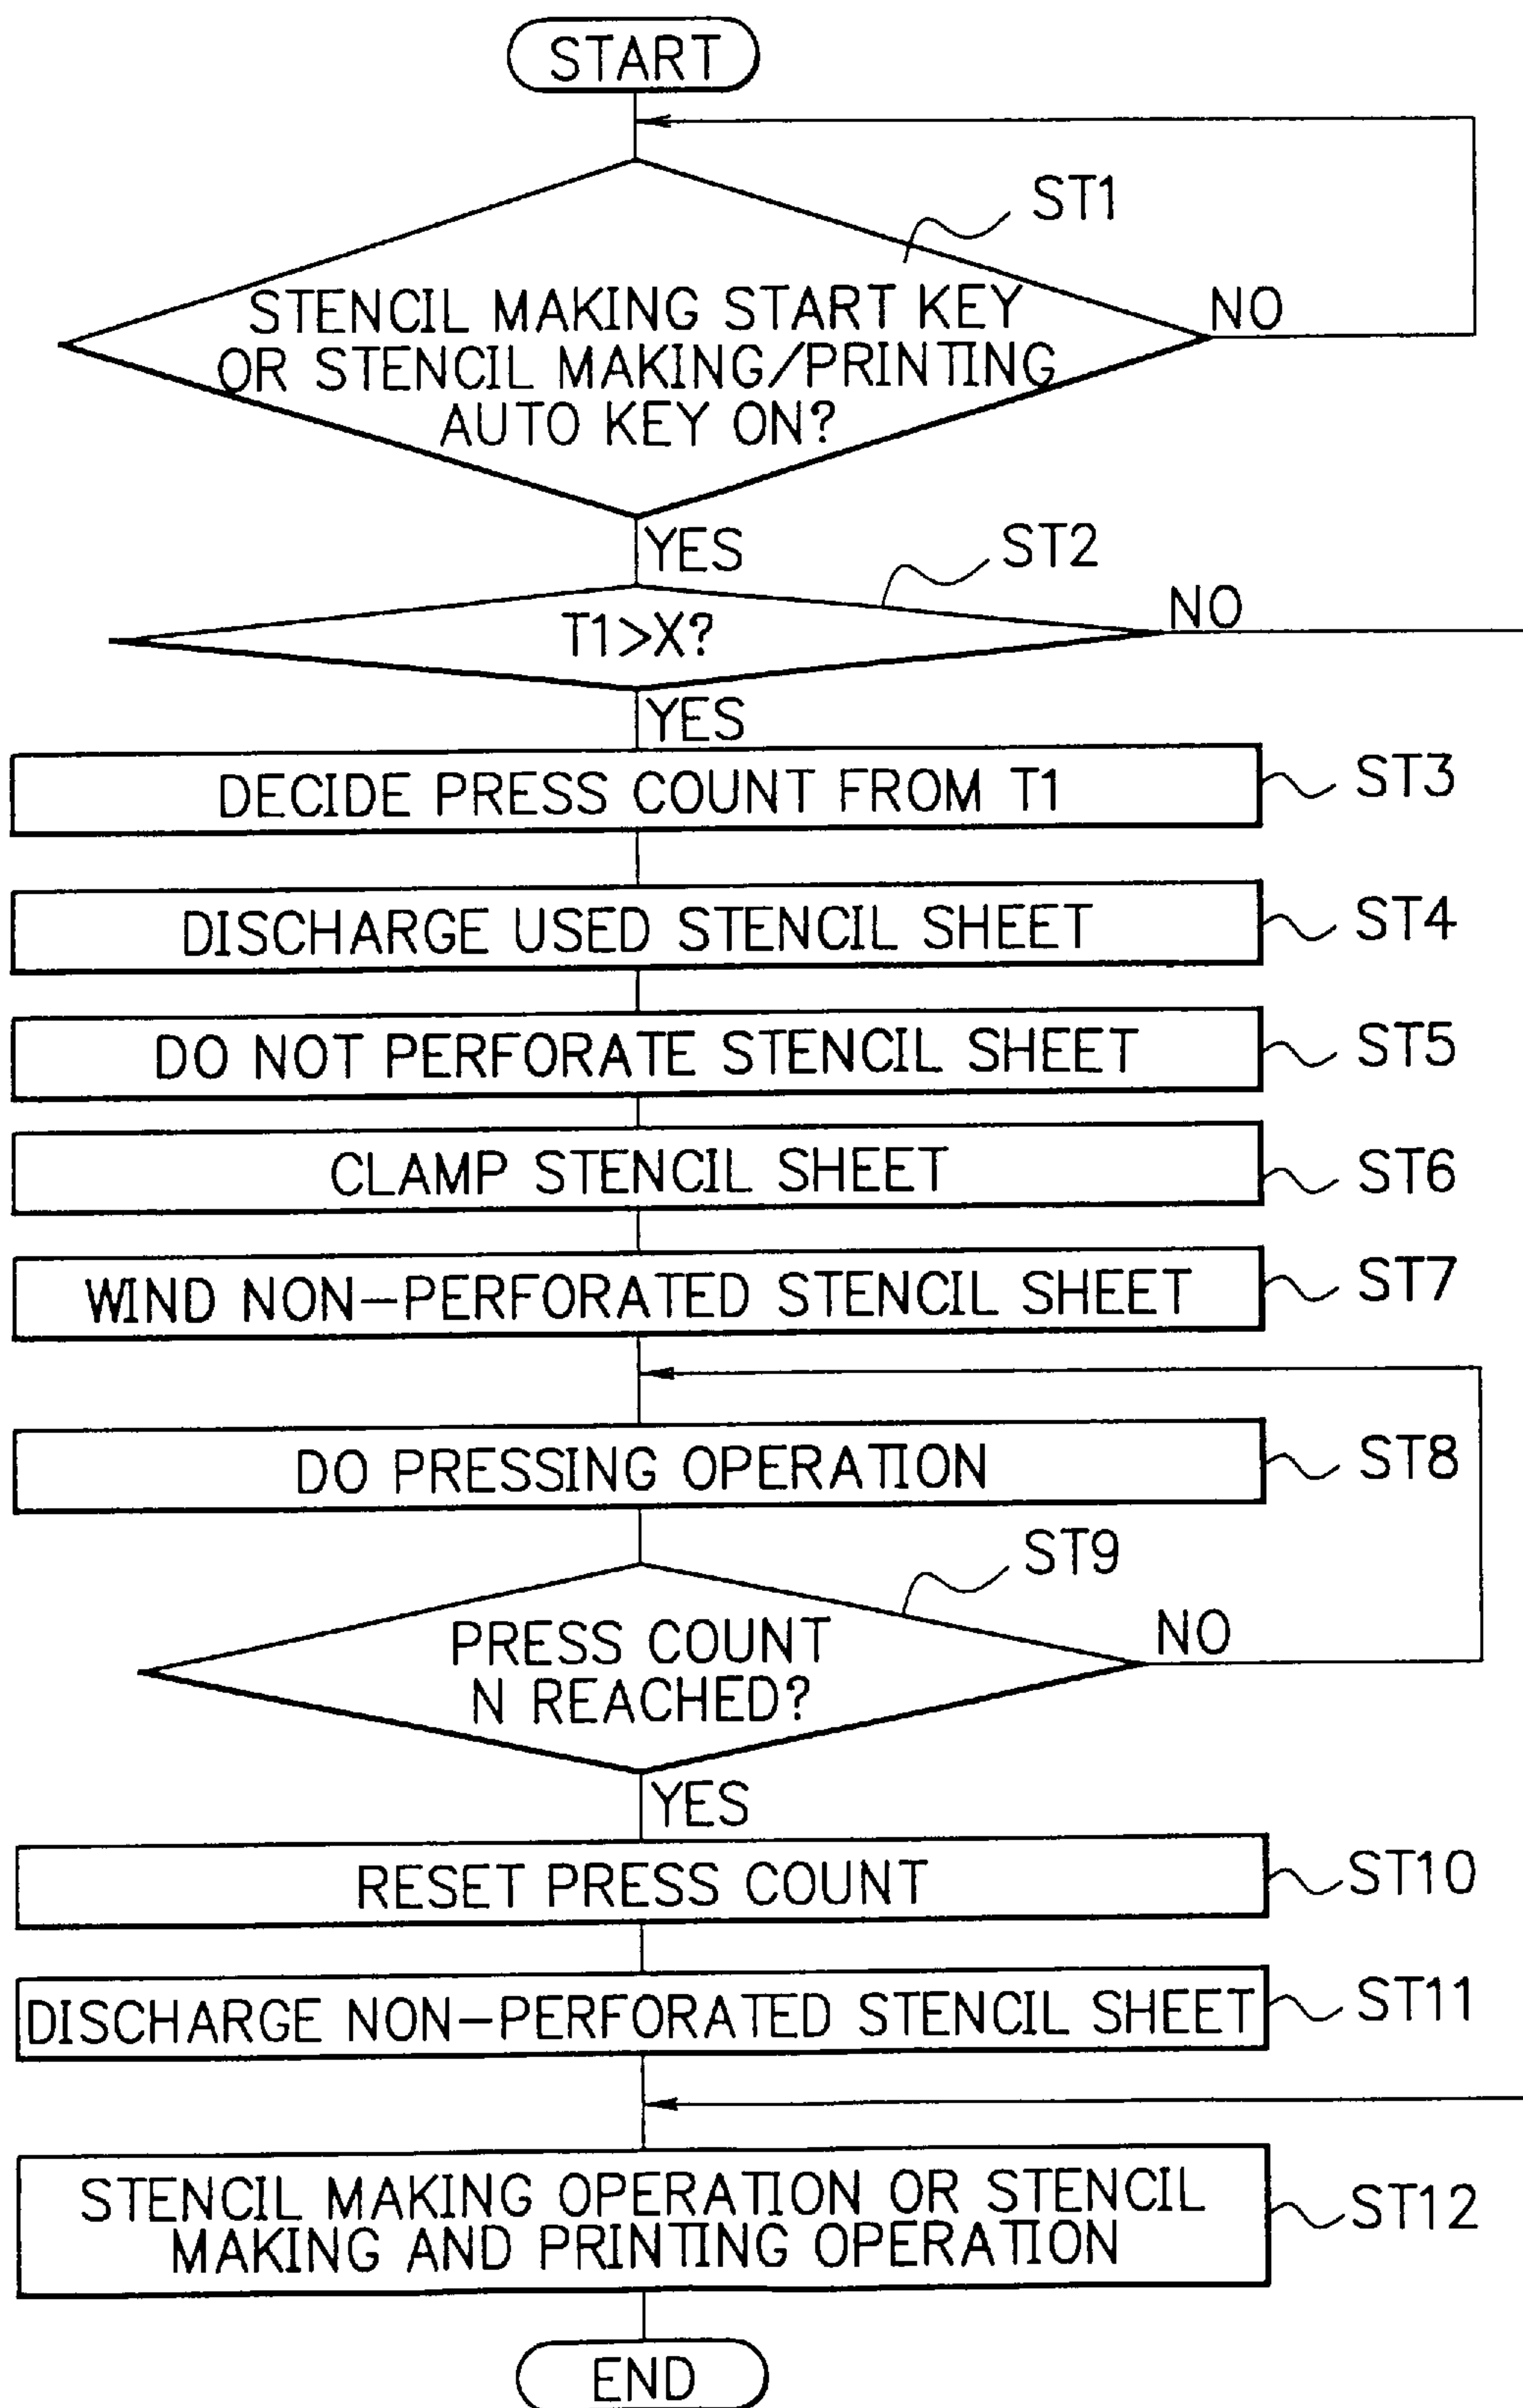 START
ST1
STENCIL MAKING START KEY
OR STENCIL MAKING/PRINTING
AUTO KEY ON?
NO
YES
ST2
T1>X?
NO
YES
DECIDE PRESS COUNT FROM T1
ST3
DISCHARGE USED STENCIL SHEET
ST4
DO NOT PERFORATE STENCIL SHEET
ST5
CLAMP STENCIL SHEET
ST6
WIND NON-PERFORATED STENCIL SHEET
ST7
DO PRESSING OPERATION
ST8
ST9
PRESS COUNT
N REACHED?
NO
YES
RESET PRESS COUNT
ST10
DISCHARGE NON-PERFORATED STENCIL SHEET
ST11
STENCIL MAKING OPERATION OR STENCIL
MAKING AND PRINTING OPERATION
ST12
END